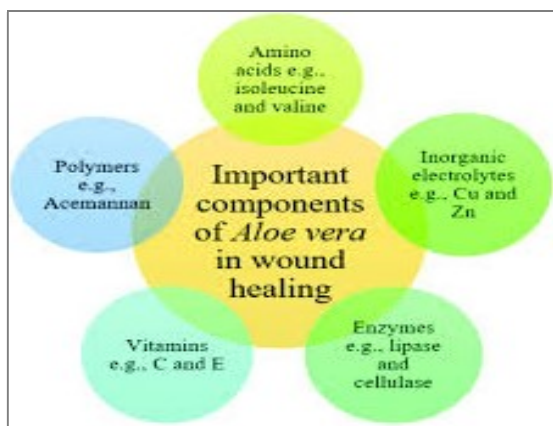 Amino
acids e.g.,
isoleucine
and valine
Polymers
e.g.,
Acemannan
Important
components
of Aloe vera
in wound
healing
Inorganic
electrolytes
e.g., Cu and
Zn
Vitamins
e.g., C and E
Enzymes
e.g., lipase
and
cellulase